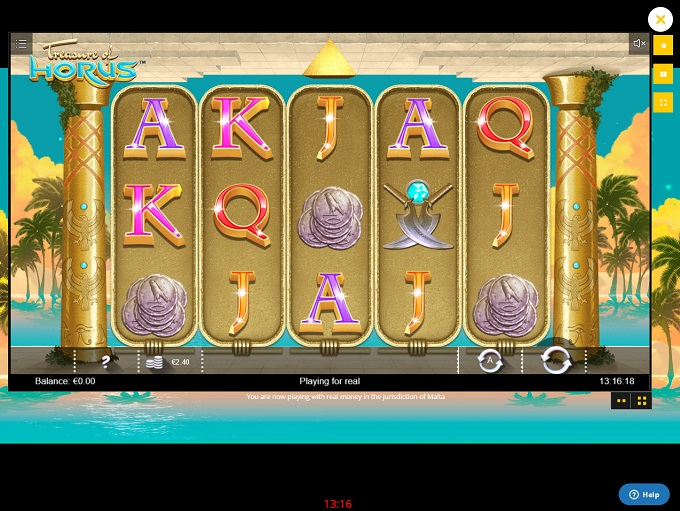 Treasure of
HORUS™
A K J A Q
K Q J
J A J
? €2.40 A
Balance: €0.00 Playing for real 13:16:18
You are now playing with real money in the jurisdiction of Malta
Help
13:16